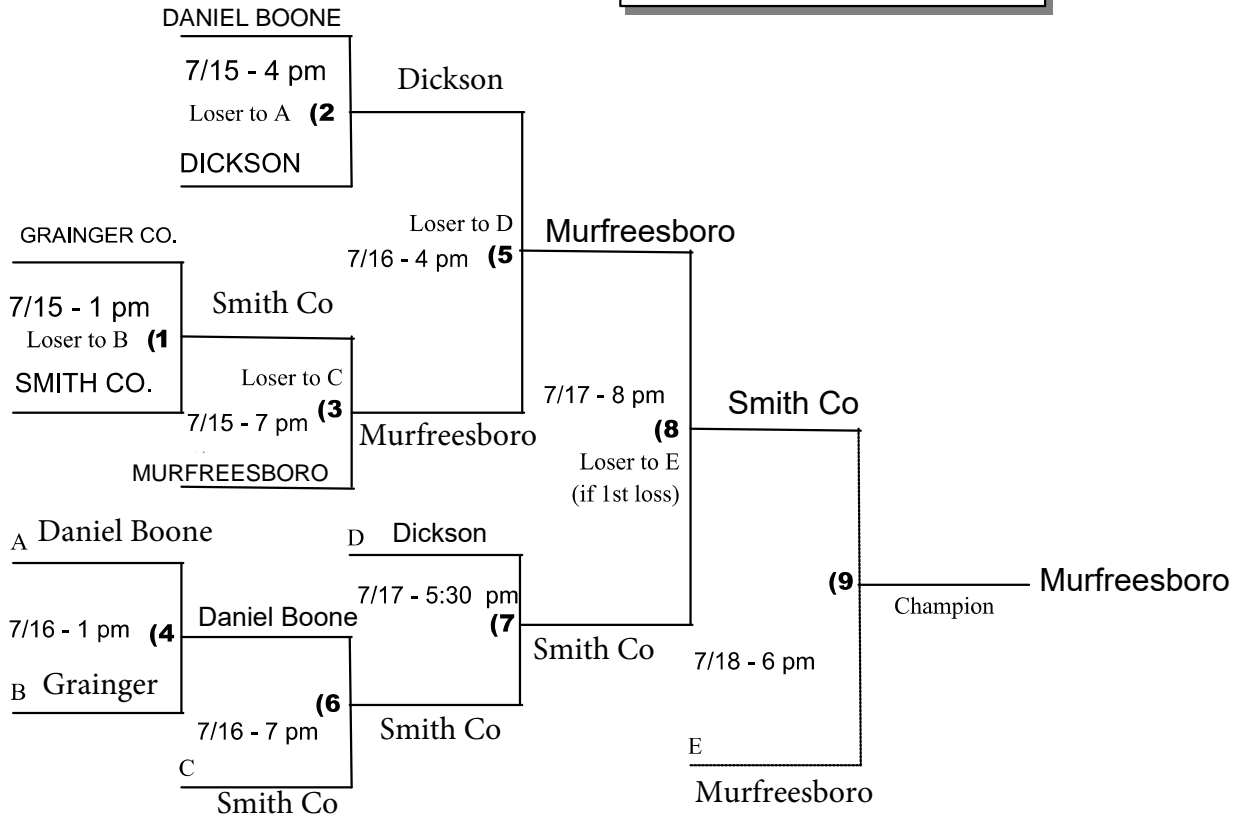 DANIEL BOONE
7/15 - 4 pm
Loser to A (2
DICKSON
Dickson
GRAINGER CO.
7/15 - 1 pm
Loser to B (1
SMITH CO.
Smith Co
Loser to C
7/15 - 7 pm (3
MURFREESBORO
Murfreesboro
Loser to D
7/16 - 4 pm (5
Murfreesboro
7/17 - 8 pm
(8
Loser to E
(if 1st loss)
Smith Co
A Daniel Boone
7/16 - 1 pm (4
B Grainger
Daniel Boone
(6
7/16 - 7 pm
C
Smith Co
D Dickson
7/17 - 5:30 pm
(7
Smith Co
Smith Co
(9
7/18 - 6 pm
E
Murfreesboro
Murfreesboro
Champion